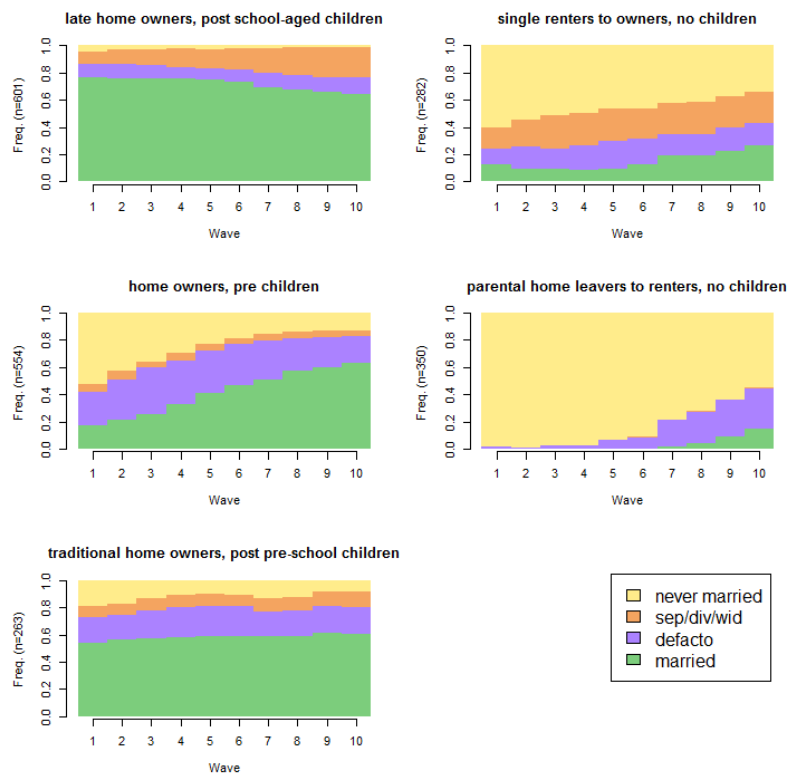 late home owners, post school-aged children
Freq. (n=601)
0.0 0.2 0.4 0.6 0.8 1.0
1 2 3 4 5 6 7 8 9 10
Wave
single renters to owners, no children
Freq. (n=282)
0.0 0.2 0.4 0.6 0.8 1.0
1 2 3 4 5 6 7 8 9 10
Wave
home owners, pre children
Freq. (n=554)
0.0 0.2 0.4 0.6 0.8 1.0
1 2 3 4 5 6 7 8 9 10
Wave
parental home leavers to renters, no children
Freq. (n=350)
0.0 0.2 0.4 0.6 0.8 1.0
1 2 3 4 5 6 7 8 9 10
Wave
traditional home owners, post pre-school children
Freq. (n=263)
0.0 0.2 0.4 0.6 0.8 1.0
1 2 3 4 5 6 7 8 9 10
Wave
never married
sep/div/wid
defacto
married